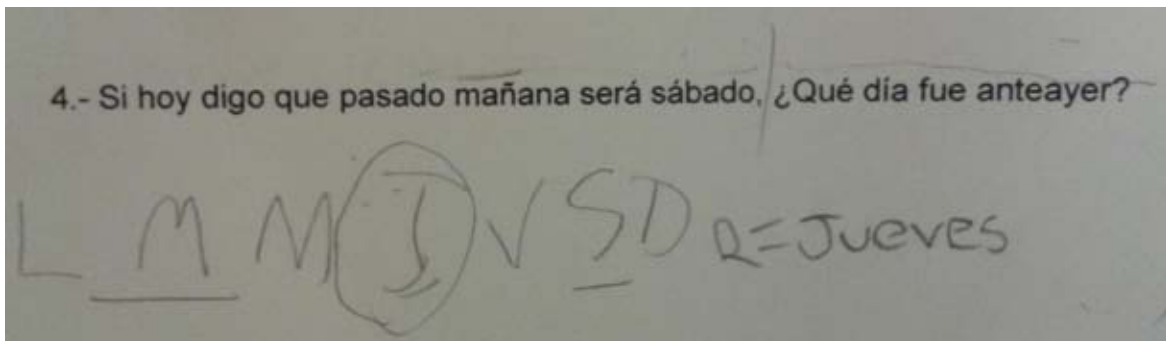 4.- Si hoy digo que pasado mañana será sábado, ¿Qué día fue anteayer?
L M M J V S D R=Jueves